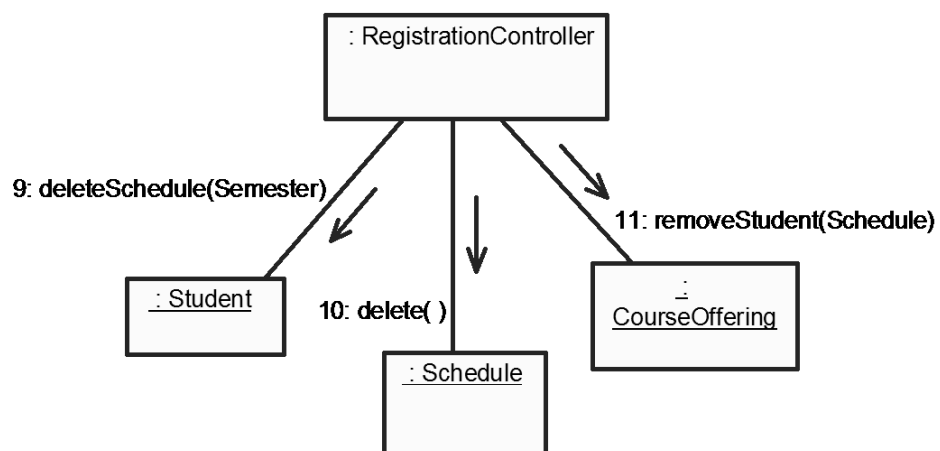 : RegistrationController
9: deleteSchedule(Semester)
11: removeStudent(Schedule)
: Student
10: delete( )
:
CourseOffering
: Schedule